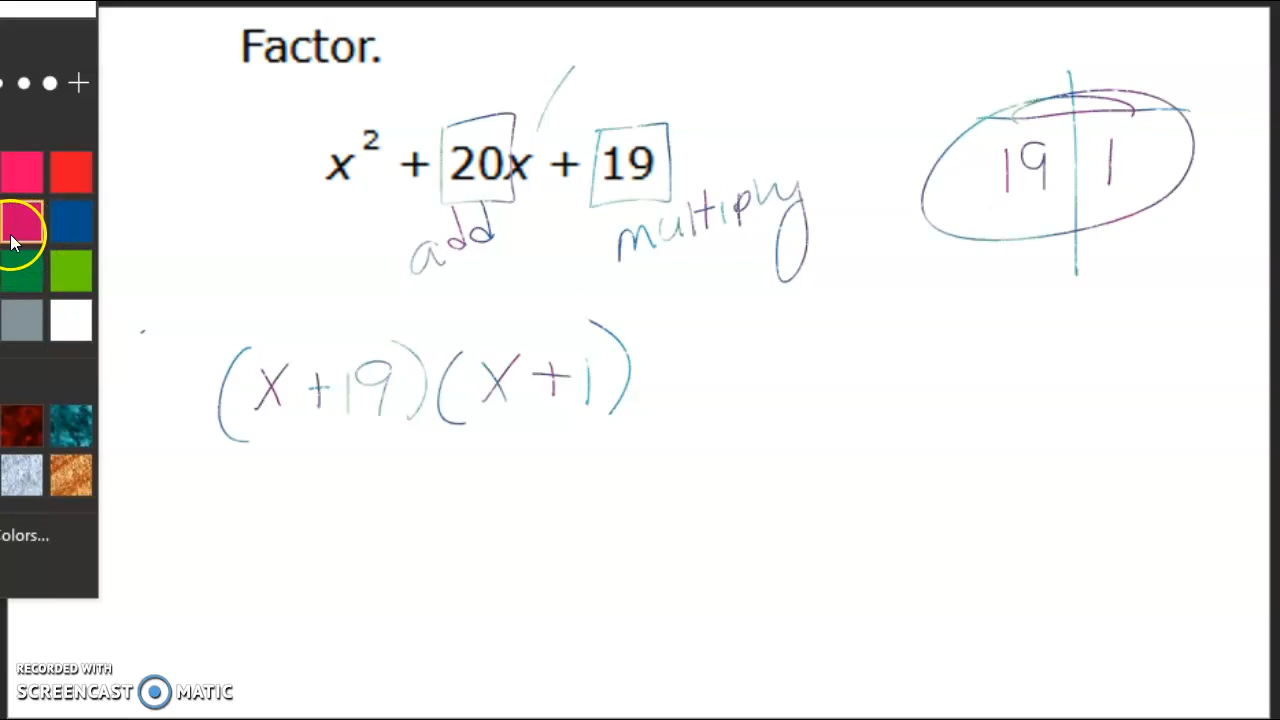 Factor.
x² + 20x + 19
add multiply
19 1
(x + 19)(x + 1)
Colors...
RECORDED WITH
SCREENCAST MATIC